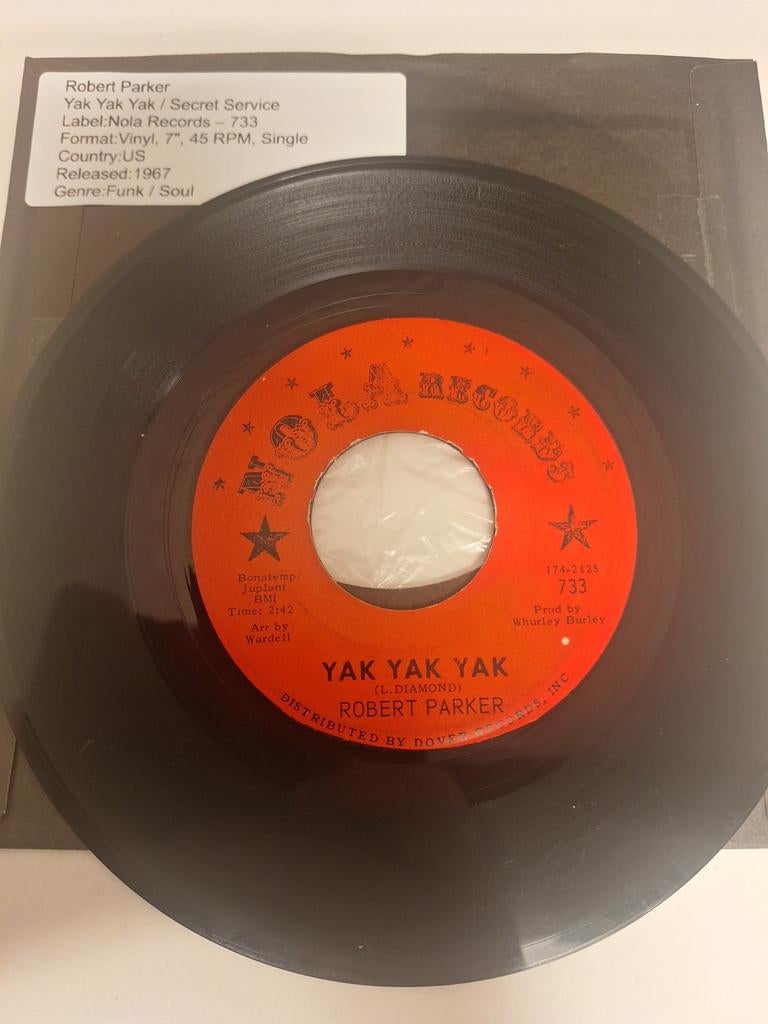 Robert Parker
Yak Yak Yak / Secret Service
Label:Nola Records – 733
Format:Vinyl, 7", 45 RPM, Single
Country:US
Released:1967
Genre:Funk / Soul
NOLA RECORDS
Bonatemp/
Juplant
BMI
Time: 2:42
Arr by
Wardell
174-2125
733
Prod by
Whurley Burley
YAK YAK YAK
(L. DIAMOND)
ROBERT PARKER
DISTRIBUTED BY DOVER RECORDS, INC